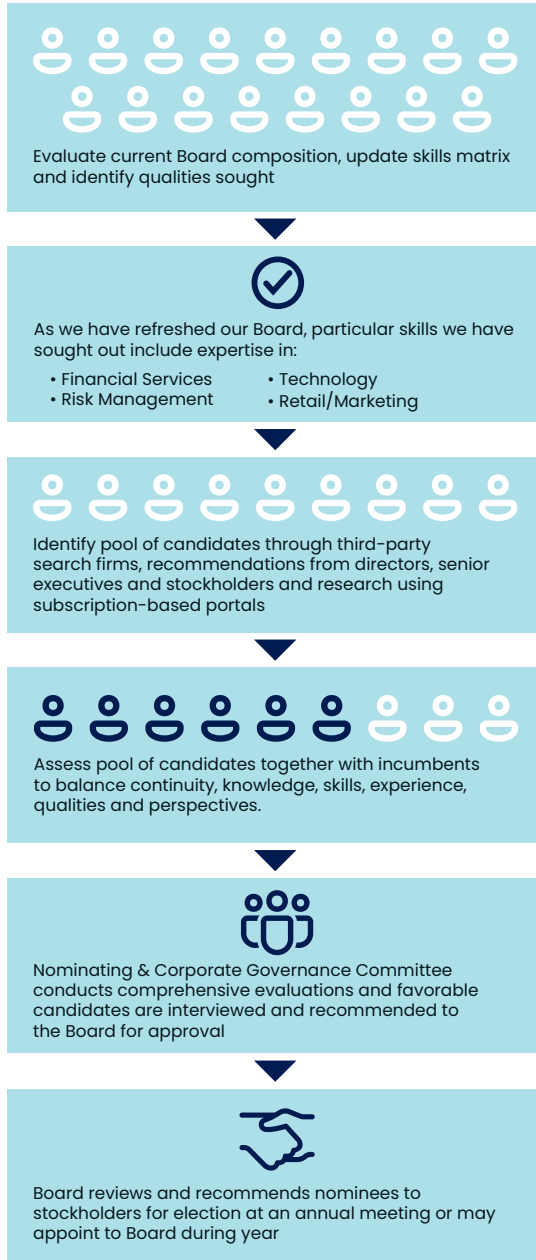 Evaluate current Board composition, update skills matrix
and identify qualities sought
As we have refreshed our Board, particular skills we have
sought out include expertise in:
• Financial Services
• Risk Management
• Technology
• Retail/Marketing
Identify pool of candidates through third-party
search firms, recommendations from directors, senior
executives and stockholders and research using
subscription-based portals
Assess pool of candidates together with incumbents
to balance continuity, knowledge, skills, experience,
qualities and perspectives.
Nominating & Corporate Governance Committee
conducts comprehensive evaluations and favorable
candidates are interviewed and recommended to
the Board for approval
Board reviews and recommends nominees to
stockholders for election at an annual meeting or may
appoint to Board during year